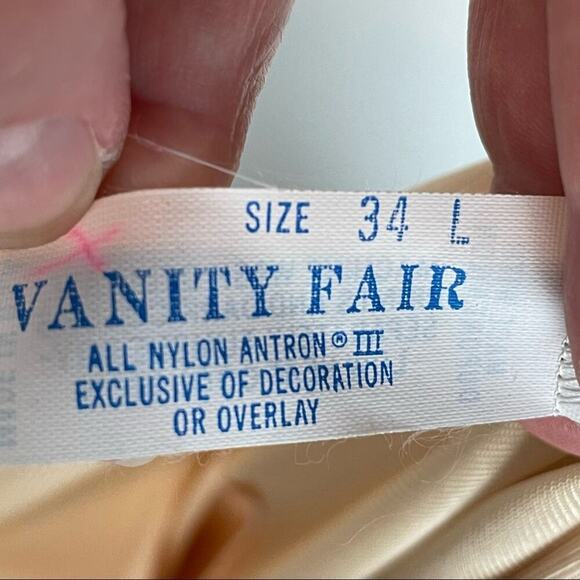 SIZE 34 L
VANITY FAIR
ALL NYLON ANTRON® III
EXCLUSIVE OF DECORATION
OR OVERLAY